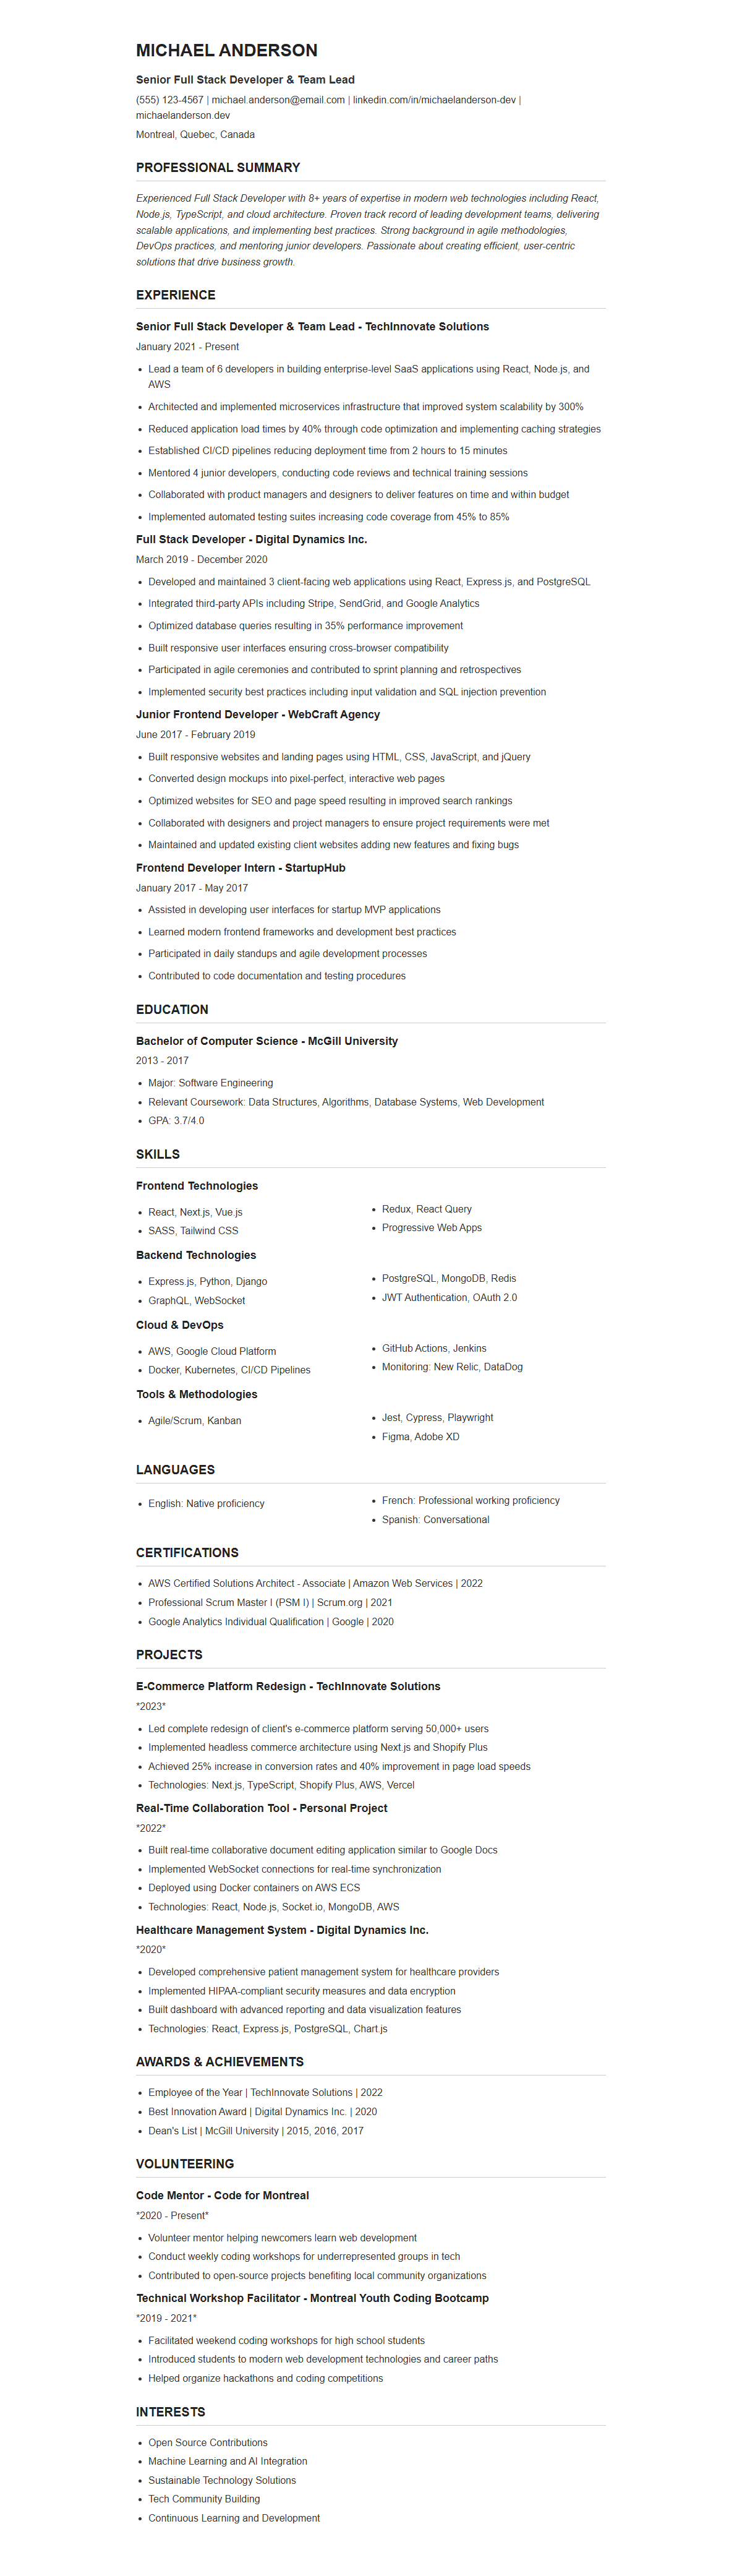 MICHAEL ANDERSON
Senior Full Stack Developer & Team Lead
(555) 123-4567 | michael.anderson@email.com | linkedin.com/in/michaelanderson-dev |
michaelanderson.dev
Montreal, Quebec, Canada
PROFESSIONAL SUMMARY
Experienced Full Stack Developer with 8+ years of expertise in modern web technologies including React,
Node.js, TypeScript, and cloud architecture. Proven track record of leading development teams, delivering
scalable applications, and implementing best practices. Strong background in agile methodologies,
DevOps practices, and mentoring junior developers. Passionate about creating efficient, user-centric
solutions that drive business growth.
EXPERIENCE
Senior Full Stack Developer & Team Lead - TechInnovate Solutions
January 2021 - Present
• Lead a team of 6 developers in building enterprise-level SaaS applications using React, Node.js, and
AWS
• Architected and implemented microservices infrastructure that improved system scalability by 300%
• Reduced application load times by 40% through code optimization and implementing caching strategies
• Established CI/CD pipelines reducing deployment time from 2 hours to 15 minutes
• Mentored 4 junior developers, conducting code reviews and technical training sessions
• Collaborated with product managers and designers to deliver features on time and within budget
• Implemented automated testing suites increasing code coverage from 45% to 85%
Full Stack Developer - Digital Dynamics Inc.
March 2019 - December 2020
• Developed and maintained 3 client-facing web applications using React, Express.js, and PostgreSQL
• Integrated third-party APIs including Stripe, SendGrid, and Google Analytics
• Optimized database queries resulting in 35% performance improvement
• Built responsive user interfaces ensuring cross-browser compatibility
• Participated in agile ceremonies and contributed to sprint planning and retrospectives
• Implemented security best practices including input validation and SQL injection prevention
Junior Frontend Developer - WebCraft Agency
June 2017 - February 2019
• Built responsive websites and landing pages using HTML, CSS, JavaScript, and jQuery
• Converted design mockups into pixel-perfect, interactive web pages
• Optimized websites for SEO and page speed resulting in improved search rankings
• Collaborated with designers and project managers to ensure project requirements were met
• Maintained and updated existing client websites adding new features and fixing bugs
Frontend Developer Intern - StartupHub
January 2017 - May 2017
• Assisted in developing user interfaces for startup MVP applications
• Learned modern frontend frameworks and development best practices
• Participated in daily standups and agile development processes
• Contributed to code documentation and testing procedures
EDUCATION
Bachelor of Computer Science - McGill University
2013 - 2017
• Major: Software Engineering
• Relevant Coursework: Data Structures, Algorithms, Database Systems, Web Development
• GPA: 3.7/4.0
SKILLS
Frontend Technologies
• React, Next.js, Vue.js
• SASS, Tailwind CSS
• Redux, React Query
• Progressive Web Apps
Backend Technologies
• Express.js, Python, Django
• GraphQL, WebSocket
• PostgreSQL, MongoDB, Redis
• JWT Authentication, OAuth 2.0
Cloud & DevOps
• AWS, Google Cloud Platform
• Docker, Kubernetes, CI/CD Pipelines
• GitHub Actions, Jenkins
• Monitoring: New Relic, DataDog
Tools & Methodologies
• Agile/Scrum, Kanban
• Jest, Cypress, Playwright
• Figma, Adobe XD
LANGUAGES
• English: Native proficiency
• French: Professional working proficiency
• Spanish: Conversational
CERTIFICATIONS
• AWS Certified Solutions Architect - Associate | Amazon Web Services | 2022
• Professional Scrum Master I (PSM I) | Scrum.org | 2021
• Google Analytics Individual Qualification | Google | 2020
PROJECTS
E-Commerce Platform Redesign - TechInnovate Solutions
*2023*
• Led complete redesign of client's e-commerce platform serving 50,000+ users
• Implemented headless commerce architecture using Next.js and Shopify Plus
• Achieved 25% increase in conversion rates and 40% improvement in page load speeds
• Technologies: Next.js, TypeScript, Shopify Plus, AWS, Vercel
Real-Time Collaboration Tool - Personal Project
*2022*
• Built real-time collaborative document editing application similar to Google Docs
• Implemented WebSocket connections for real-time synchronization
• Deployed using Docker containers on AWS ECS
• Technologies: React, Node.js, Socket.io, MongoDB, AWS
Healthcare Management System - Digital Dynamics Inc.
*2020*
• Developed comprehensive patient management system for healthcare providers
• Implemented HIPAA-compliant security measures and data encryption
• Built dashboard with advanced reporting and data visualization features
• Technologies: React, Express.js, PostgreSQL, Chart.js
AWARDS & ACHIEVEMENTS
• Employee of the Year | TechInnovate Solutions | 2022
• Best Innovation Award | Digital Dynamics Inc. | 2020
• Dean's List | McGill University | 2015, 2016, 2017
VOLUNTEERING
Code Mentor - Code for Montreal
*2020 - Present*
• Volunteer mentor helping newcomers learn web development
• Conduct weekly coding workshops for underrepresented groups in tech
• Contributed to open-source projects benefiting local community organizations
Technical Workshop Facilitator - Montreal Youth Coding Bootcamp
*2019 - 2021*
• Facilitated weekend coding workshops for high school students
• Introduced students to modern web development technologies and career paths
• Helped organize hackathons and coding competitions
INTERESTS
• Open Source Contributions
• Machine Learning and AI Integration
• Sustainable Technology Solutions
• Tech Community Building
• Continuous Learning and Development